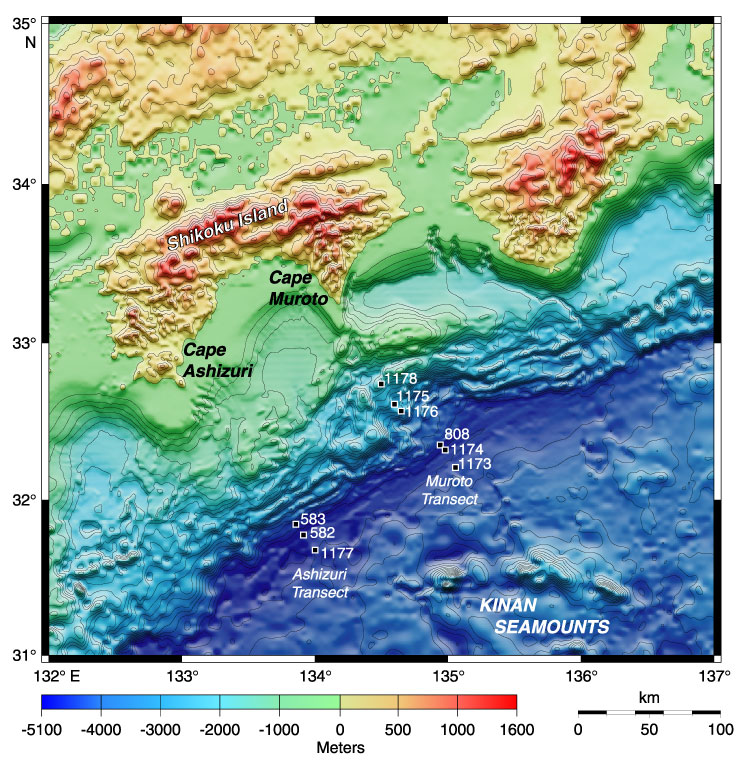 35°
N
34°
Shikoku Island
Cape
Muroto
33°
Cape
Ashizuri
1178
1175
1176
808
1174
1173
Muroto
Transect
32°
583
582
1177
Ashizuri
Transect
KINAN
SEAMOUNTS
31°
132° E 133° 134° 135° 136° 137°
-5100 -4000 -3000 -2000 -1000 0 500 1000 1600
Meters
km
0 50 100